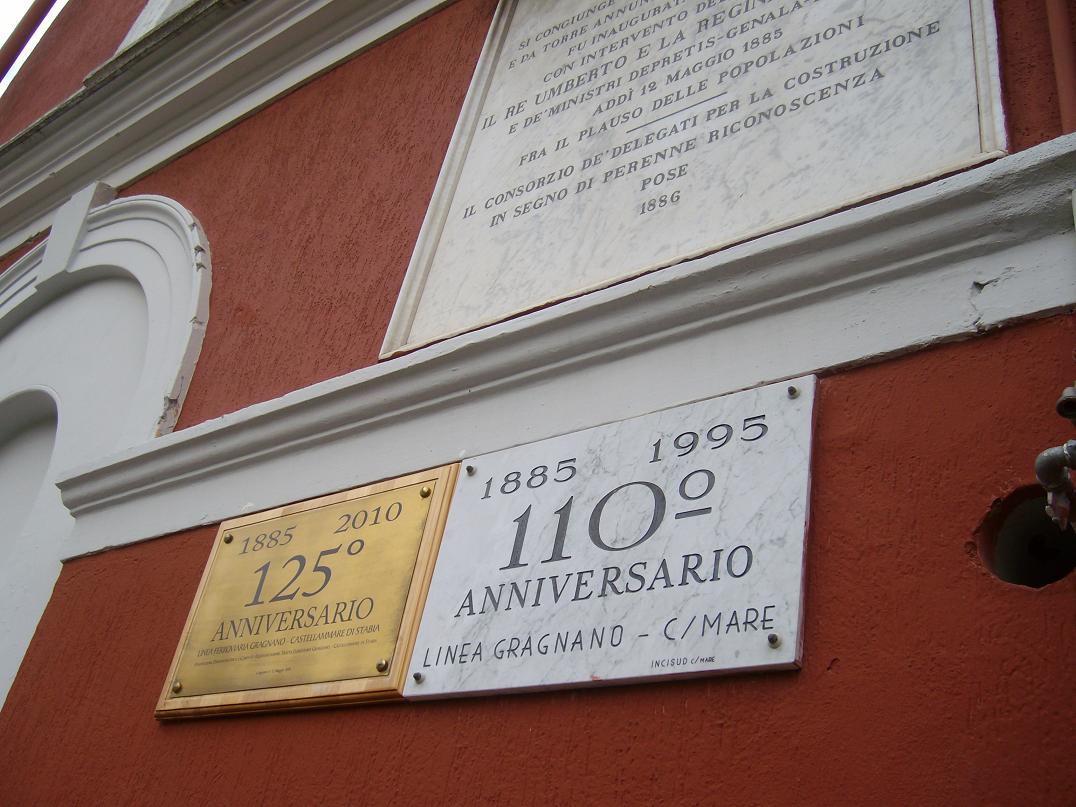 SI CONGIUNGE
E DA TORRE ANNUN
FU INAUGURAT
CON INTERVENTO DE
IL RE UMBERTO E LA REGIN
E DE'MINISTRI DEPRETIS-GENALA-
ADDÌ 12 MAGGIO 1885
FRA IL PLAUSO DELLE POPOLAZIONI
IL CONSORZIO DE'DELEGATI PER LA COSTRUZIONE
IN SEGNO DI PERENNE RICONOSCENZA
POSE
1886
1885 2010
125°
ANNIVERSARIO
LINEA FERROVIARIA GRAGNANO - CASTELLAMMARE DI STABIA
1885 1995
110º
ANNIVERSARIO
LINEA GRAGNANO - C/MARE
INCISUD C/MARE